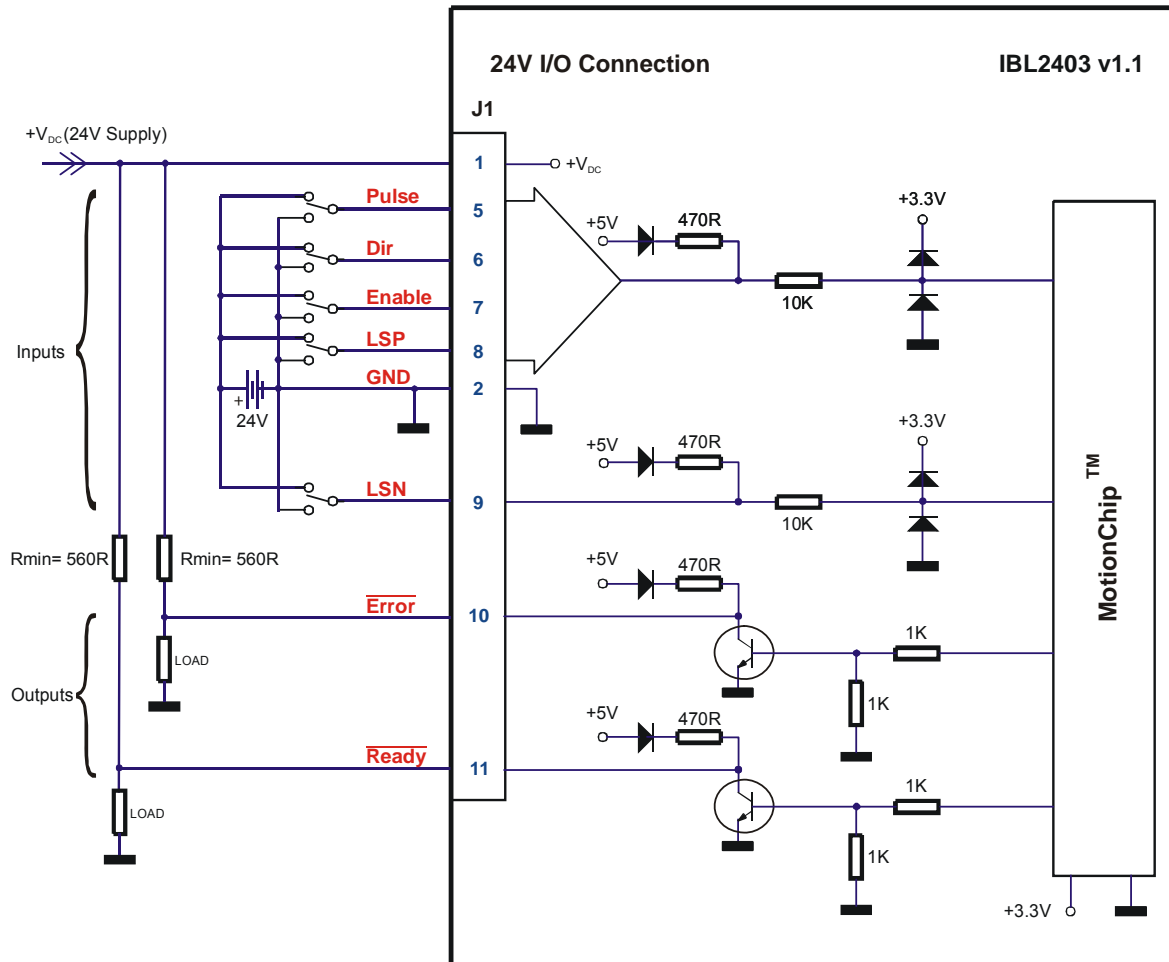 24V I/O Connection
IBL2403 v1.1
J1
+VDC (24V Supply)
1
+VDC
Pulse
5
+5V
470R
+3.3V
Dir
6
10K
Enable
7
Inputs
LSP
8
GND
2
+
24V
+5V
470R
+3.3V
LSN
9
10K
MotionChip™
Rmin= 560R
Rmin= 560R
+5V
470R
Error
10
1K
LOAD
Outputs
1K
+5V
470R
Ready
11
1K
LOAD
1K
+3.3V